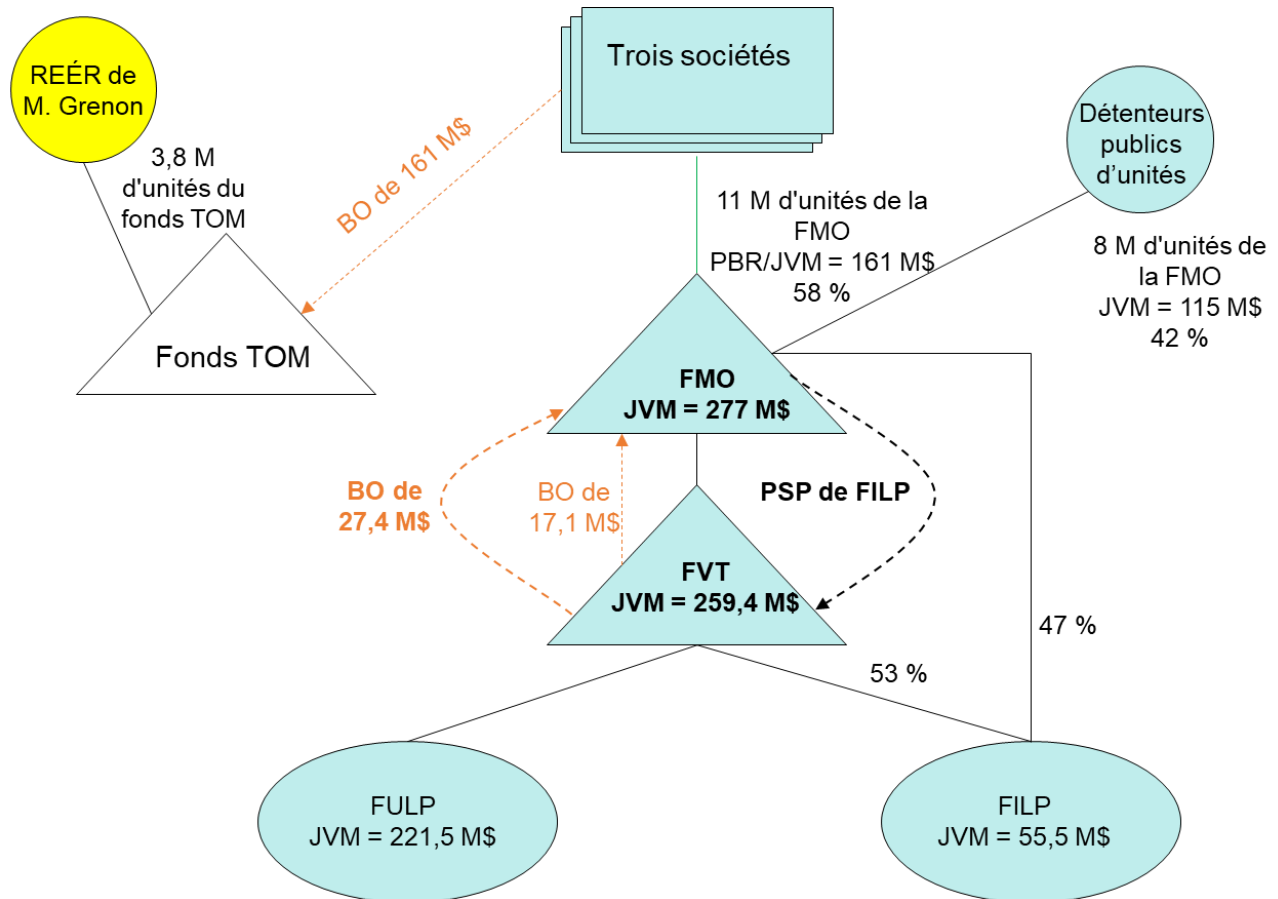 REÉR de
M. Grenon
3,8 M
d'unités du
fonds TOM
Fonds TOM
BO de 161 M$
Trois sociétés
11 M d'unités de la
FMO
PBR/JVM = 161 M$
58 %
Détenteurs
publics
d’unités
8 M d'unités de
la FMO
JVM = 115 M$
42 %
FMO
JVM = 277 M$
BO de
27,4 M$
BO de
17,1 M$
PSP de FILP
FVT
JVM = 259,4 M$
47 %
53 %
FULP
JVM = 221,5 M$
FILP
JVM = 55,5 M$